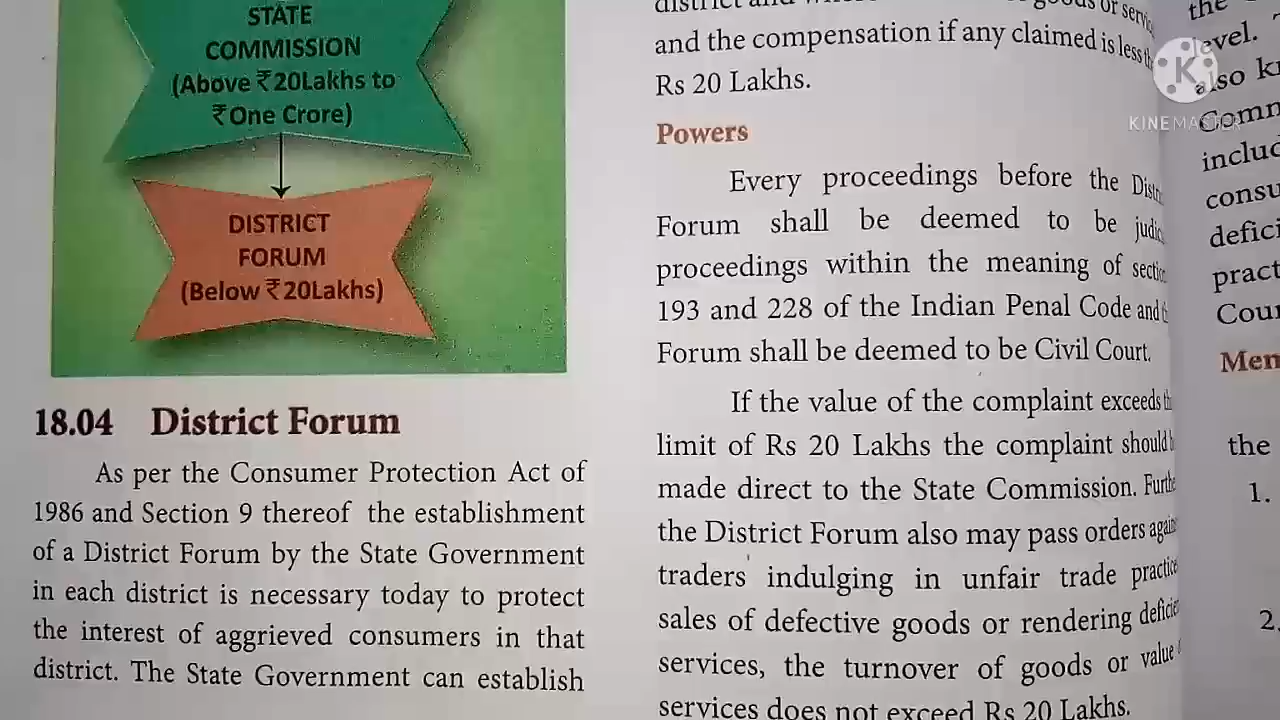 STATE
COMMISSION
(Above ₹20Lakhs to
₹One Crore)
DISTRICT
FORUM
(Below ₹20Lakhs)
18.04 District Forum
As per the Consumer Protection Act of
1986 and Section 9 thereof the establishment
of a District Forum by the State Government
in each district is necessary today to protect
the interest of aggrieved consumers in that
district. The State Government can establish
district and goods or
and the compensation if any claimed is less
Rs 20 Lakhs.
Powers
Every proceedings before the
Forum shall be deemed to be
proceedings within the meaning of
193 and 228 of the Indian Penal Code and
Forum shall be deemed to be Civil Court.
If the value of the complaint exceeds
limit of Rs 20 Lakhs the complaint should
made direct to the State Commission.
the District Forum also may pass orders
traders indulging in unfair trade
sales of defective goods or rendering
services, the turnover of goods or value
services does not exceed Rs 20 Lakhs.
the
level.
also
the
1.
2.
K
KINEMASTER